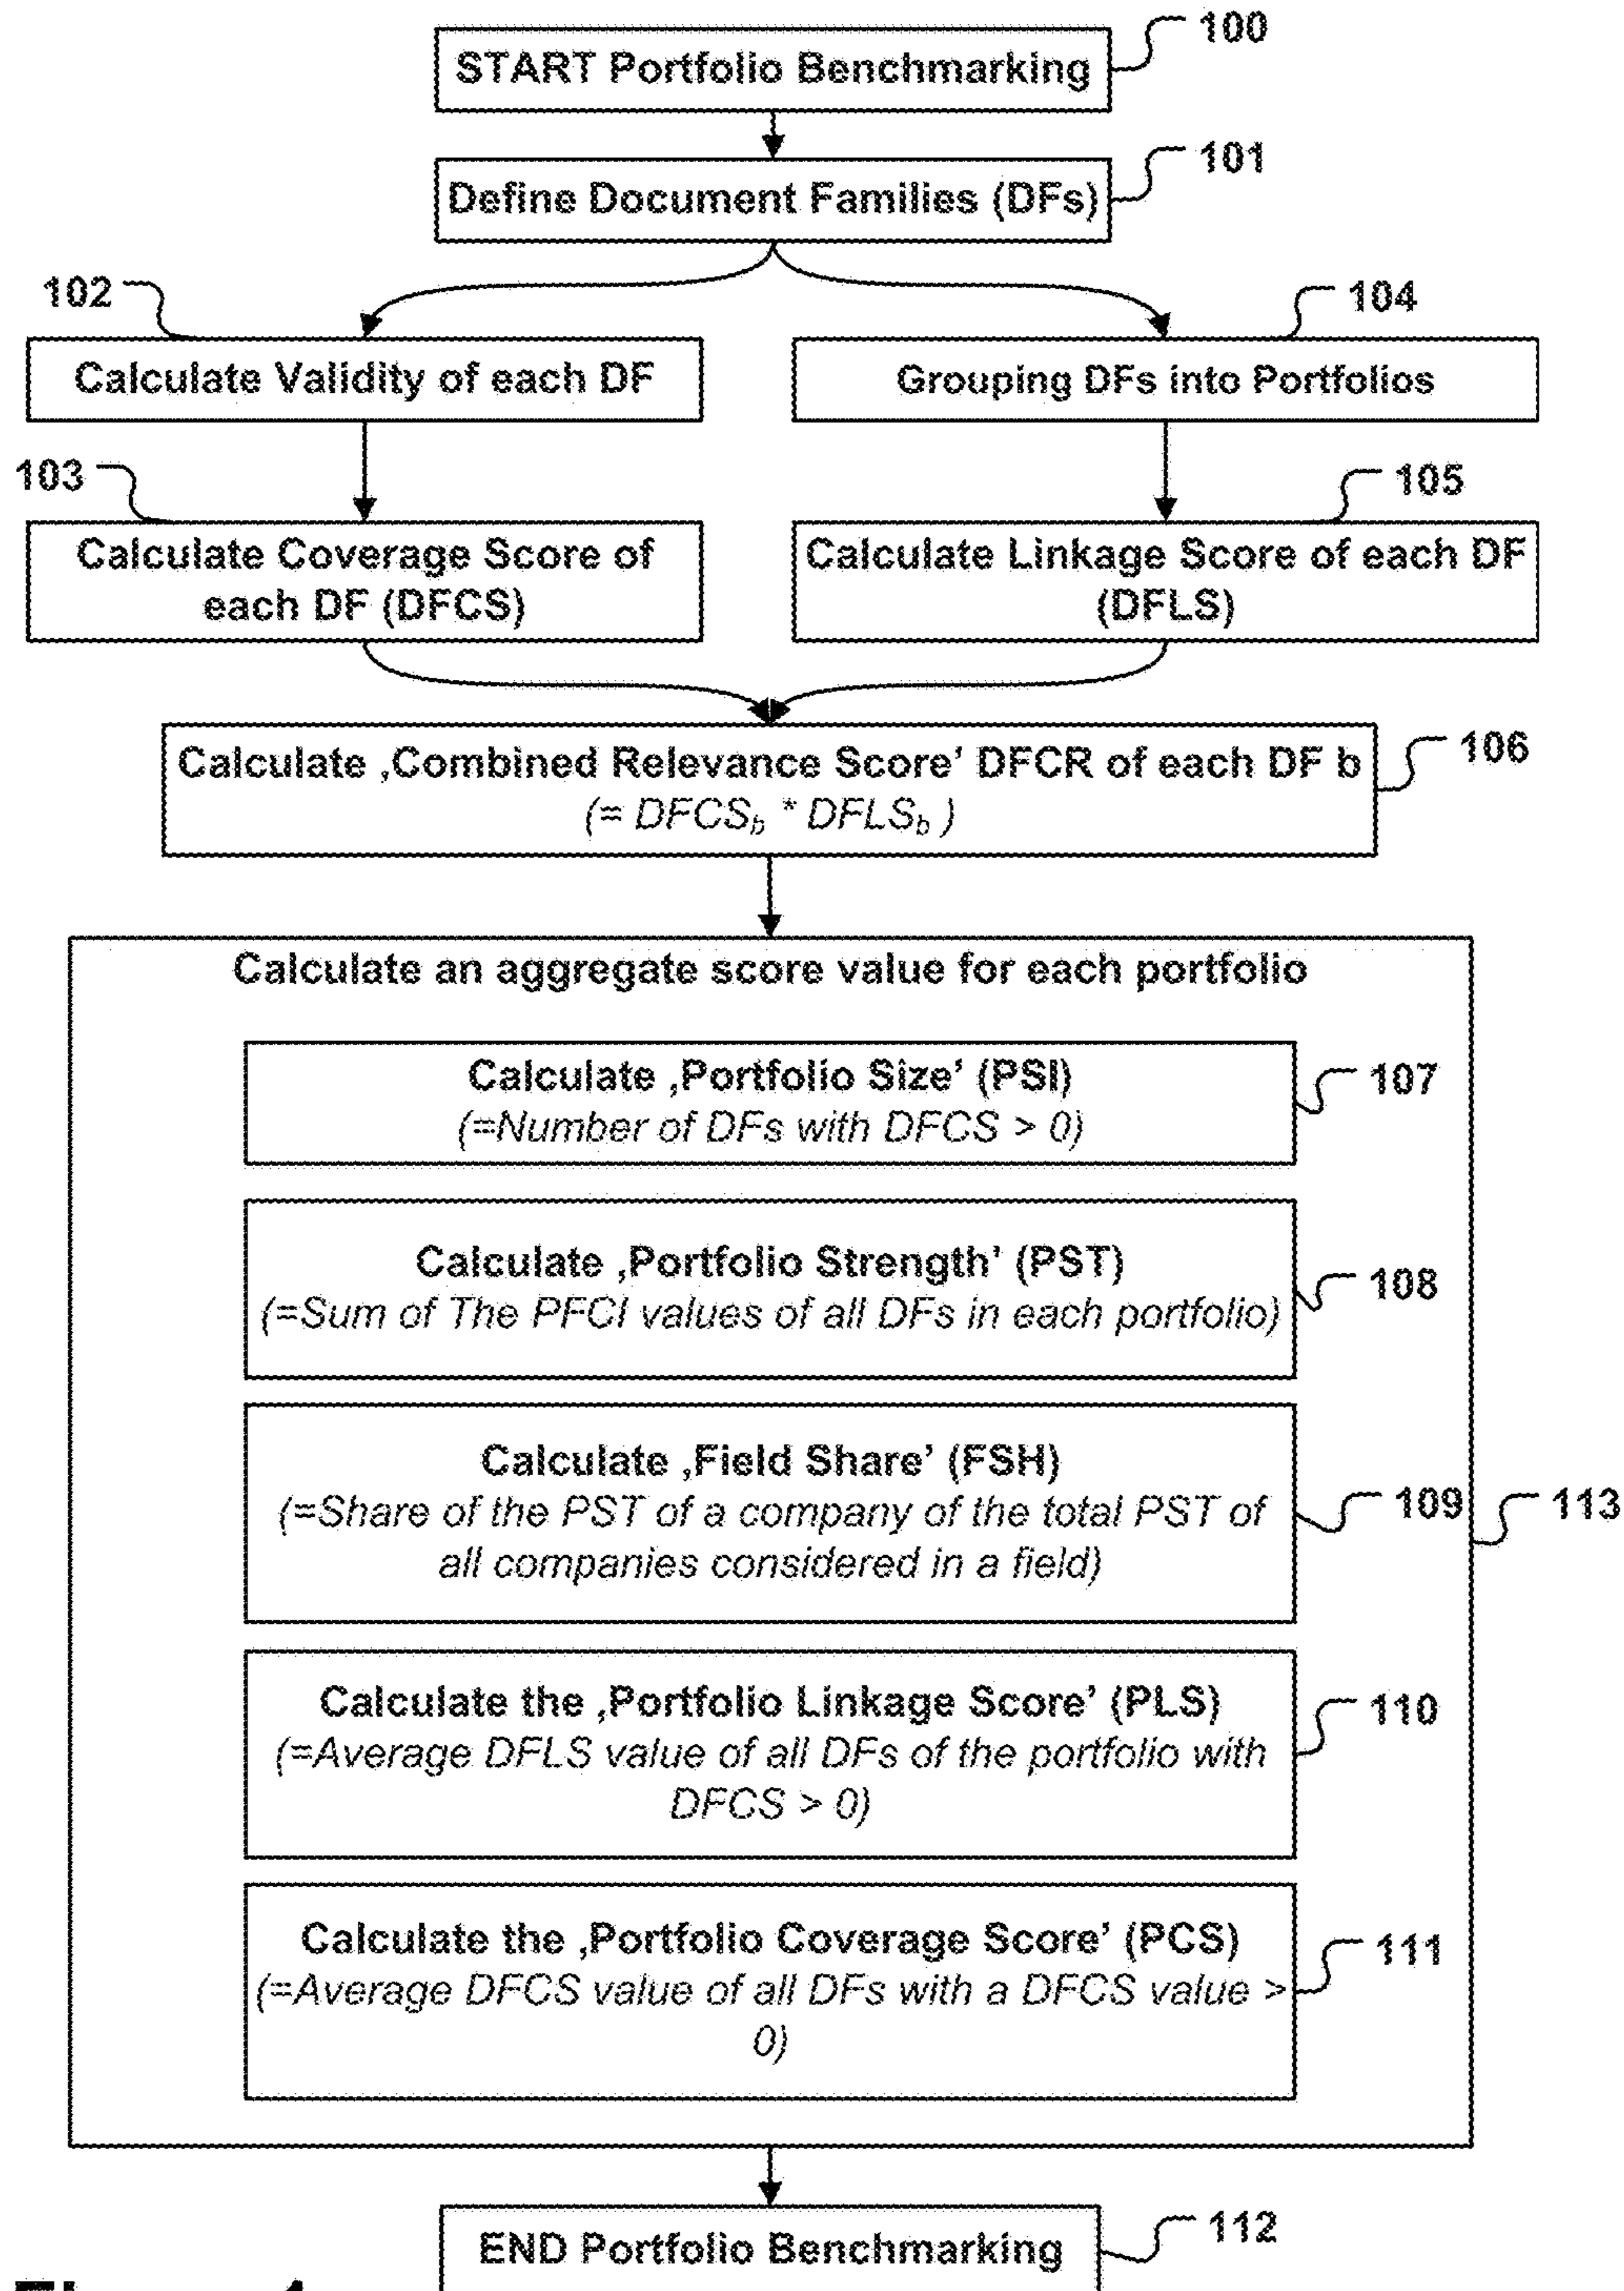 100
START Portfolio Benchmarking
101
Define Document Families (DFs)
102
104
Calculate Validity of each DF
Grouping DFs into Portfolios
103
105
Calculate Coverage Score of
each DF (DFCS)
Calculate Linkage Score of each DF
(DFLS)
106
Calculate ‚Combined Relevance Score’ DFCR of each DF b
(= DFCS_b * DFLS_b )
Calculate an aggregate score value for each portfolio
Calculate ‚Portfolio Size’ (PSI)
(=Number of DFs with DFCS > 0)
107
Calculate ‚Portfolio Strength’ (PST)
(=Sum of The PFCI values of all DFs in each portfolio)
108
Calculate ‚Field Share’ (FSH)
(=Share of the PST of a company of the total PST of
all companies considered in a field)
109
113
Calculate the ‚Portfolio Linkage Score’ (PLS)
(=Average DFLS value of all DFs of the portfolio with
DFCS > 0)
110
Calculate the ‚Portfolio Coverage Score’ (PCS)
(=Average DFCS value of all DFs with a DFCS value >
0)
111
112
END Portfolio Benchmarking